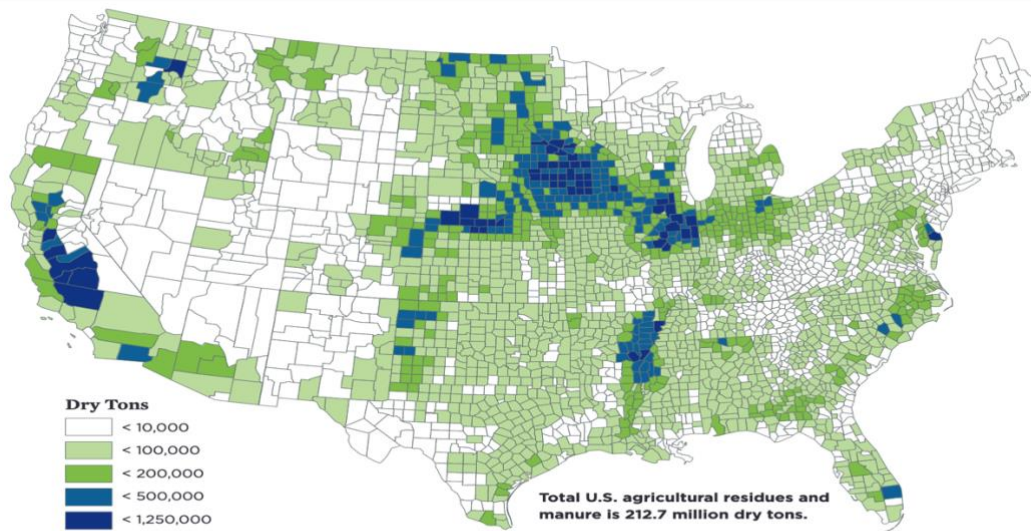 Dry Tons
< 10,000
< 100,000
< 200,000
< 500,000
< 1,250,000
Total U.S. agricultural residues and
manure is 212.7 million dry tons.